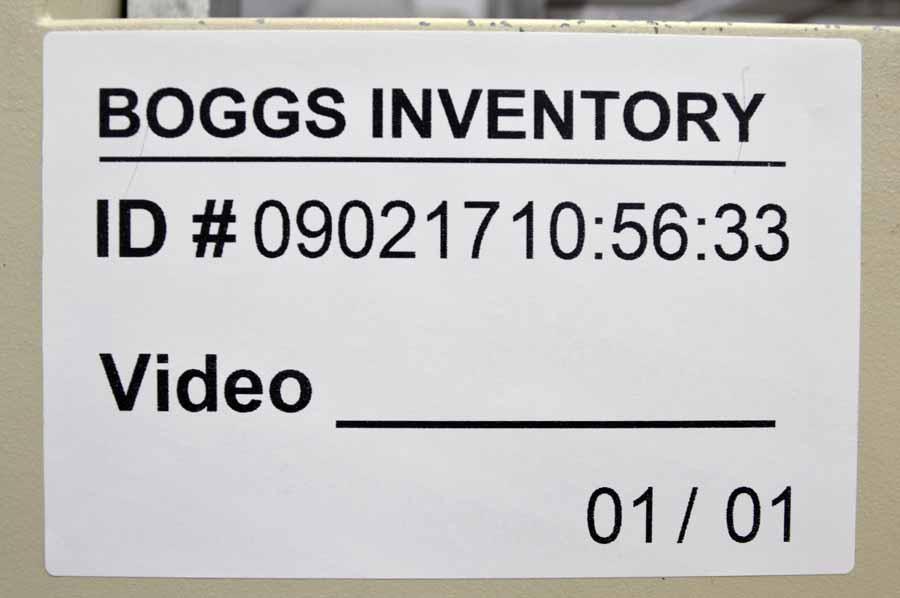 BOGGS INVENTORY
ID # 09021710:56:33
Video
01 / 01